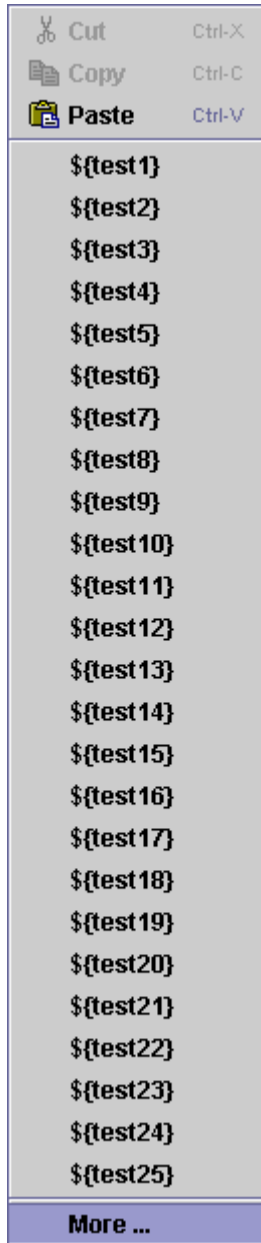 Cut Ctrl-X
Copy Ctrl-C
Paste Ctrl-V
${test1}
${test2}
${test3}
${test4}
${test5}
${test6}
${test7}
${test8}
${test9}
${test10}
${test11}
${test12}
${test13}
${test14}
${test15}
${test16}
${test17}
${test18}
${test19}
${test20}
${test21}
${test22}
${test23}
${test24}
${test25}
More ...